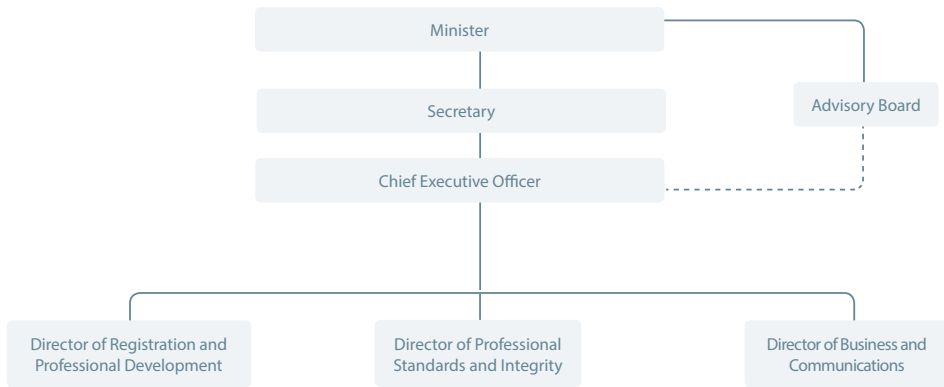 Minister
Advisory Board
Secretary
Chief Executive Officer
Director of Registration and
Professional Development
Director of Professional
Standards and Integrity
Director of Business and
Communications